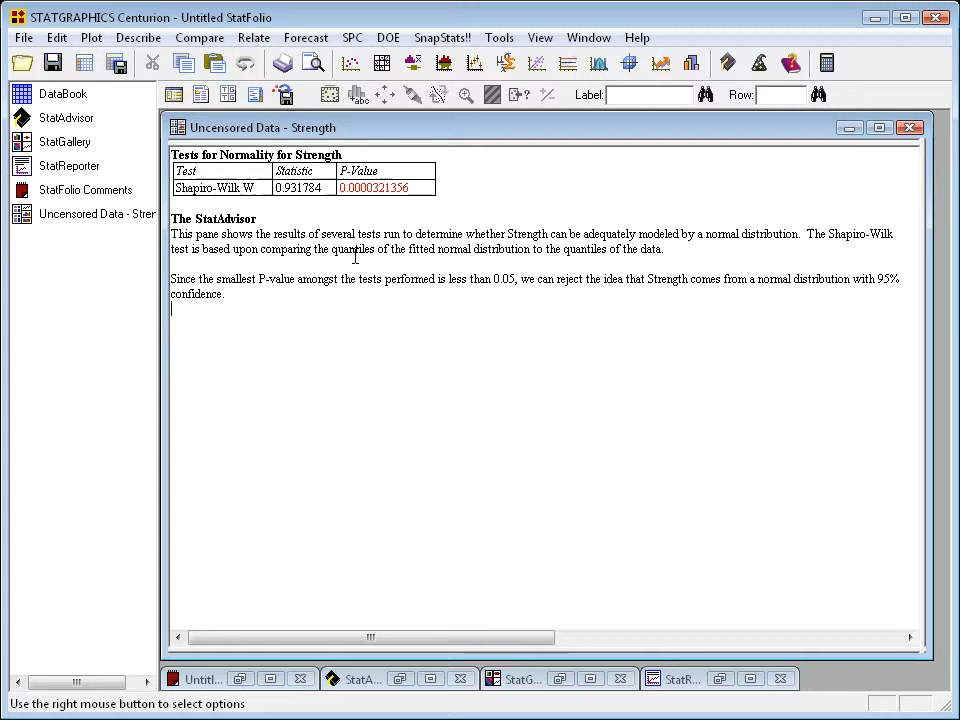 STATGRAPHICS Centurion - Untitled StatFolio
File Edit Plot Describe Compare Relate Forecast SPC DOE SnapStats!! Tools View Window Help
abc Label: Row:
DataBook
StatAdvisor
StatGallery
StatReporter
StatFolio Comments
Uncensored Data - Strer
Uncensored Data - Strength
Tests for Normality for Strength
Test Statistic P-Value
Shapiro-Wilk W 0.931784 0.0000321356
The StatAdvisor
This pane shows the results of several tests run to determine whether Strength can be adequately modeled by a normal distribution. The Shapiro-Wilk
test is based upon comparing the quantiles of the fitted normal distribution to the quantiles of the data.
Since the smallest P-value amongst the tests performed is less than 0.05, we can reject the idea that Strength comes from a normal distribution with 95%
confidence.
Untitl... StatA... StatG... StatR...
Use the right mouse button to select options